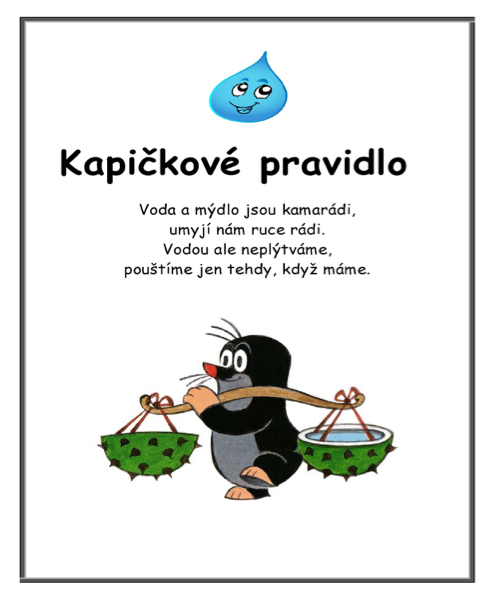 Kapičkové pravidlo
Voda a mýdlo jsou kamarádi,
umyjí nám ruce rádi.
Vodou ale neplýtváme,
pouštíme jen tehdy, když máme.